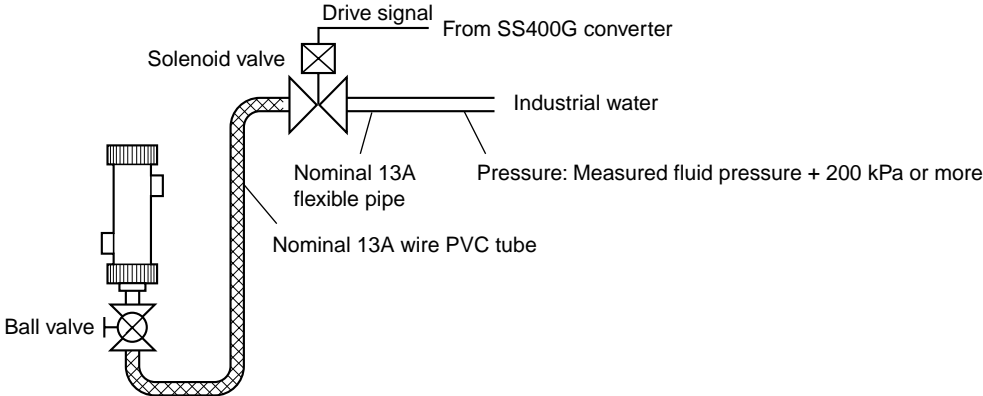 Drive signal
From SS400G converter
Solenoid valve
Industrial water
Nominal 13A
flexible pipe
Pressure: Measured fluid pressure + 200 kPa or more
Nominal 13A wire PVC tube
Ball valve